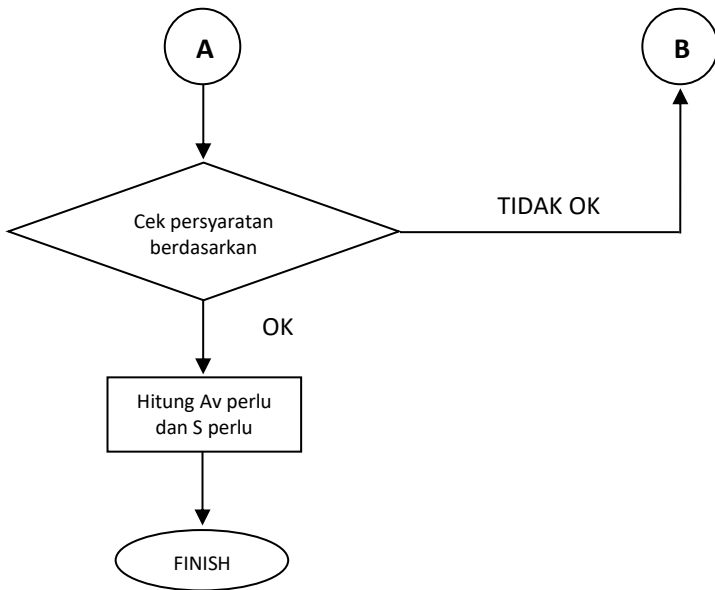 A
B
Cek persyaratan
berdasarkan
TIDAK OK
OK
Hitung Av perlu
dan S perlu
FINISH